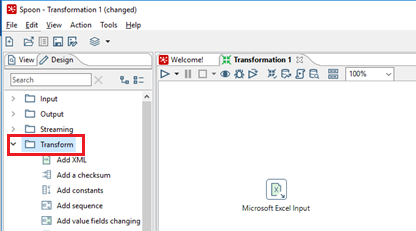 Spoon - Transformation 1 (changed)
File Edit View Action Tools Help
View Design
Welcome! Transformation 1
Search
100%
Input
Output
Streaming
Transform
Add XML
Add a checksum
Add constants
Add sequence
Add value fields changing
Microsoft Excel Input